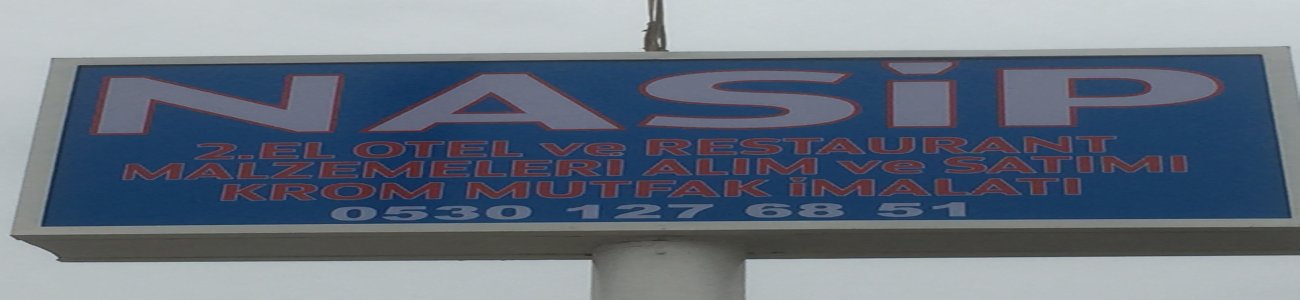 NASİP
2.EL OTEL ve RESTAURANT
MALZEMELERİ ALIM ve SATIMI
KROM MUTFAK İMALATI
0530 127 68 51